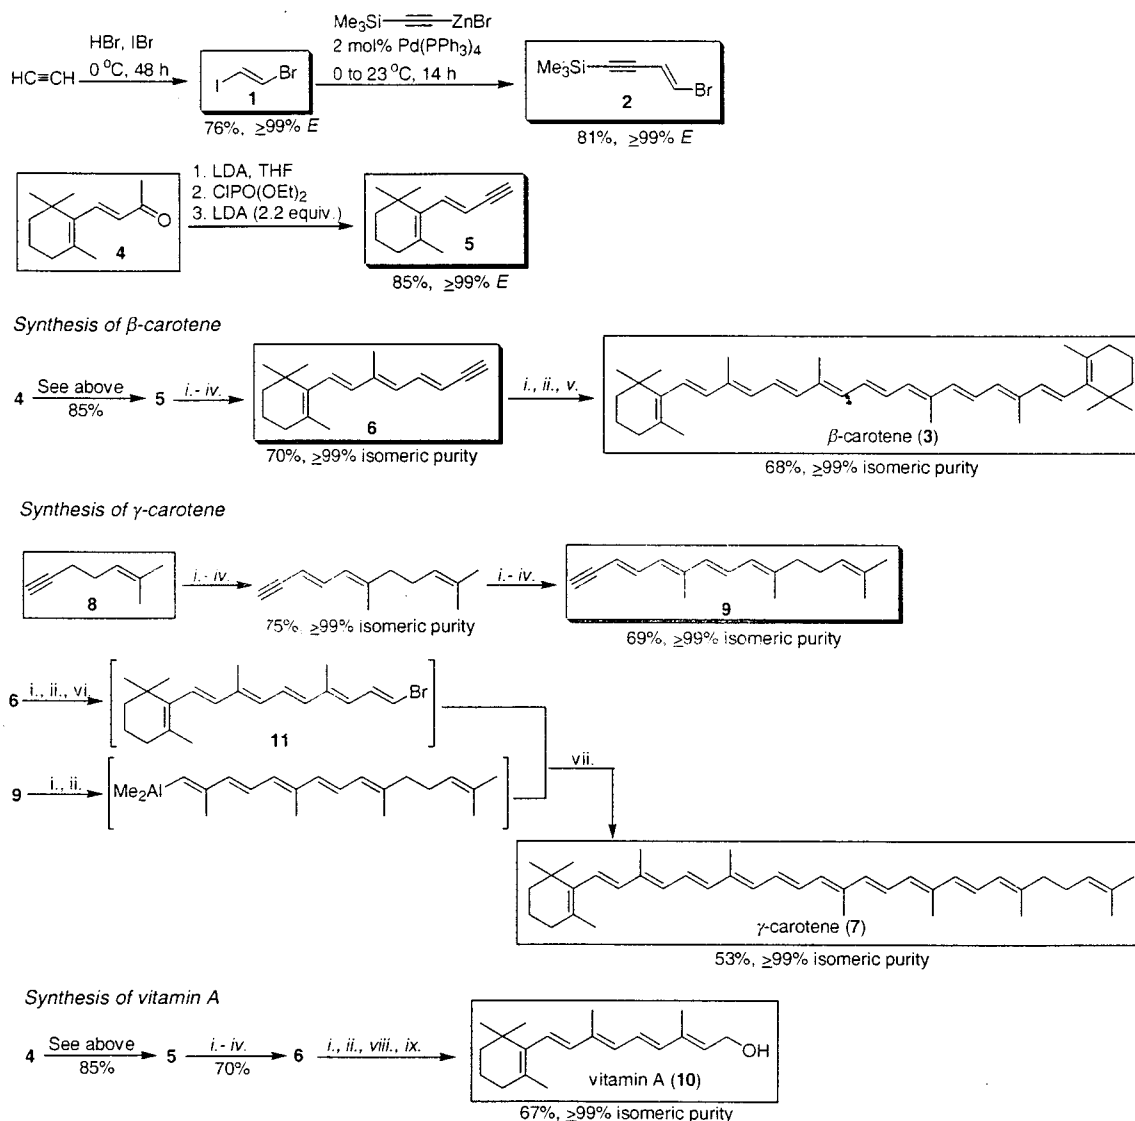 HC≡CH
HBr, IBr
0 °C, 48 h
I
Br
1
76%, ≥99% E
Me3Si
ZnBr
2 mol% Pd(PPh3)4
0 to 23 °C, 14 h
Me3Si
Br
2
81%, ≥99% E
O
4
1. LDA, THF
2. ClPO(OEt)2
3. LDA (2.2 equiv.)
5
85%, ≥99% E
Synthesis of β-carotene
4 See above 5 i.- iv.
85%
6
70%, ≥99% isomeric purity
i., ii., v.
β-carotene (3)
68%, ≥99% isomeric purity
Synthesis of γ-carotene
8
i.- iv.
75%, ≥99% isomeric purity
i.- iv.
9
69%, ≥99% isomeric purity
6 i., ii., vi.
Br
11
9 i., ii.
Me2Al
vii.
γ-carotene (7)
53%, ≥99% isomeric purity
Synthesis of vitamin A
4 See above 5 i.- iv. 6 i., ii., viii., ix.
85% 70%
OH
vitamin A (10)
67%, ≥99% isomeric purity